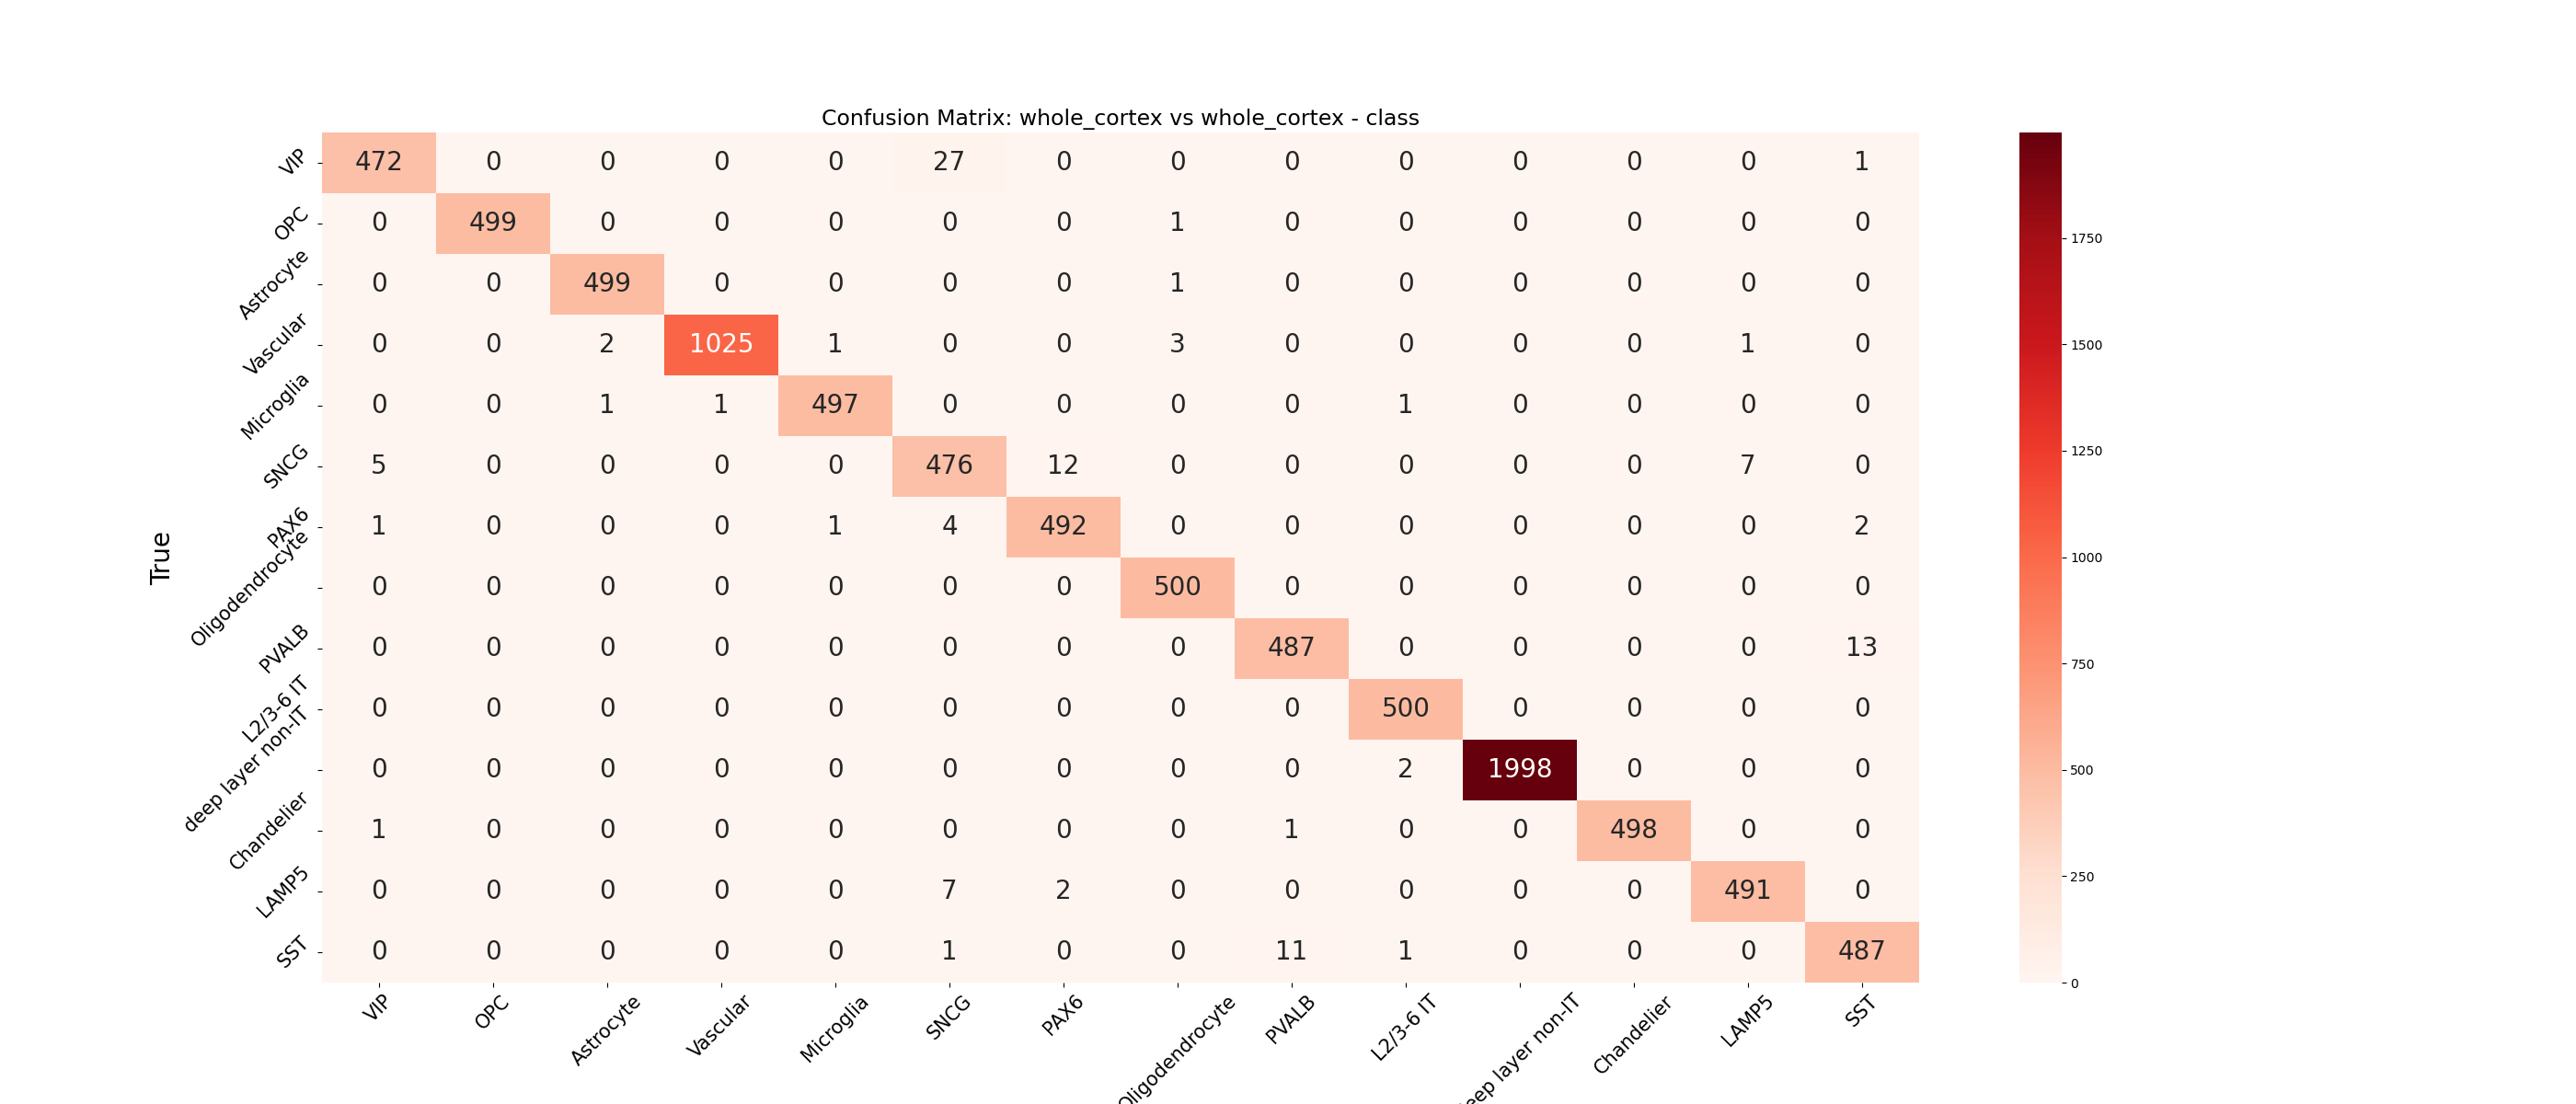 Confusion Matrix: whole_cortex vs whole_cortex - class
True
VIP 472 0 0 0 0 27 0 0 0 0 0 0 0 1
OPC 0 499 0 0 0 0 0 1 0 0 0 0 0 0
Astrocyte 0 0 499 0 0 0 0 1 0 0 0 0 0 0
Vascular 0 0 2 1025 1 0 0 3 0 0 0 0 1 0
Microglia 0 0 1 1 497 0 0 0 0 1 0 0 0 0
SNCG 5 0 0 0 0 476 12 0 0 0 0 0 7 0
PAX6 1 0 0 0 1 4 492 0 0 0 0 0 0 2
Oligodendrocyte 0 0 0 0 0 0 0 500 0 0 0 0 0 0
PVALB 0 0 0 0 0 0 0 0 487 0 0 0 0 13
L2/3-6 IT 0 0 0 0 0 0 0 0 0 500 0 0 0 0
deep layer non-IT 0 0 0 0 0 0 0 0 0 2 1998 0 0 0
Chandelier 1 0 0 0 0 0 0 0 1 0 0 498 0 0
LAMP5 0 0 0 0 0 7 2 0 0 0 0 0 491 0
SST 0 0 0 0 0 1 0 0 11 1 0 0 0 487
VIP OPC Astrocyte Vascular Microglia SNCG PAX6 Oligodendrocyte PVALB L2/3-6 IT layer non-IT Chandelier LAMP5 SST
1750
1500
1250
1000
750
500
250
0